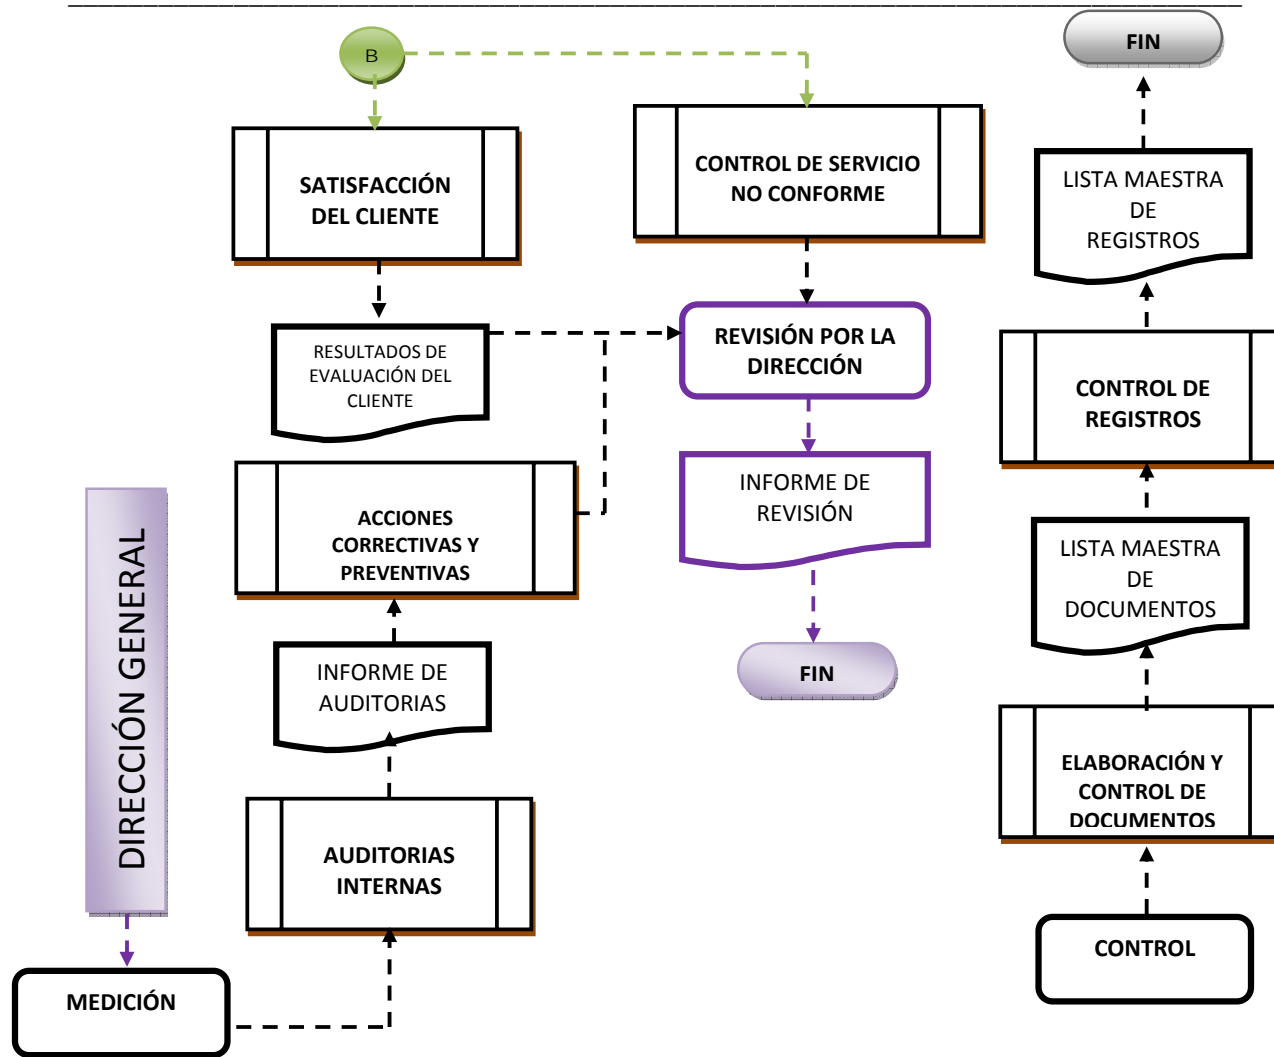 B
FIN
SATISFACCIÓN
DEL CLIENTE
CONTROL DE SERVICIO
NO CONFORME
LISTA MAESTRA
DE
REGISTROS
RESULTADOS DE
EVALUACIÓN DEL
CLIENTE
REVISIÓN POR LA
DIRECCIÓN
CONTROL DE
REGISTROS
ACCIONES
CORRECTIVAS Y
PREVENTIVAS
INFORME DE
REVISIÓN
LISTA MAESTRA
DE
DOCUMENTOS
DIRECCIÓN GENERAL
INFORME DE
AUDITORIAS
FIN
ELABORACIÓN Y
CONTROL DE
DOCUMENTOS
AUDITORIAS
INTERNAS
CONTROL
MEDICIÓN